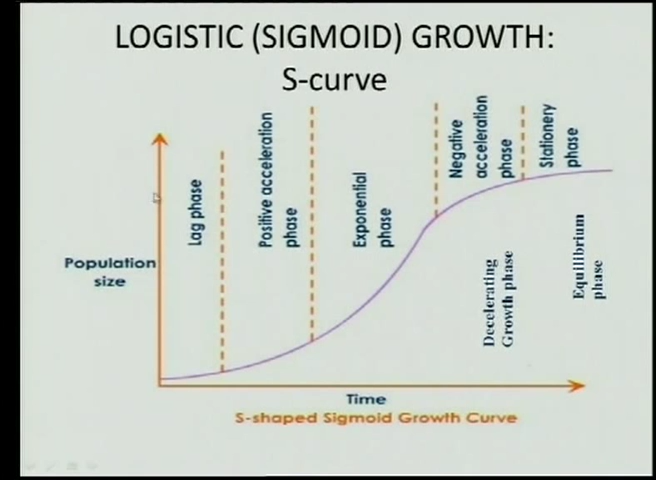 LOGISTIC (SIGMOID) GROWTH:
S-curve
Lag phase
Positive acceleration
phase
Exponential
phase
Negative
acceleration
phase
Stationery
phase
Population
size
Decelerating
Growth phase
Equilibrium
phase
Time
S-shaped Sigmoid Growth Curve